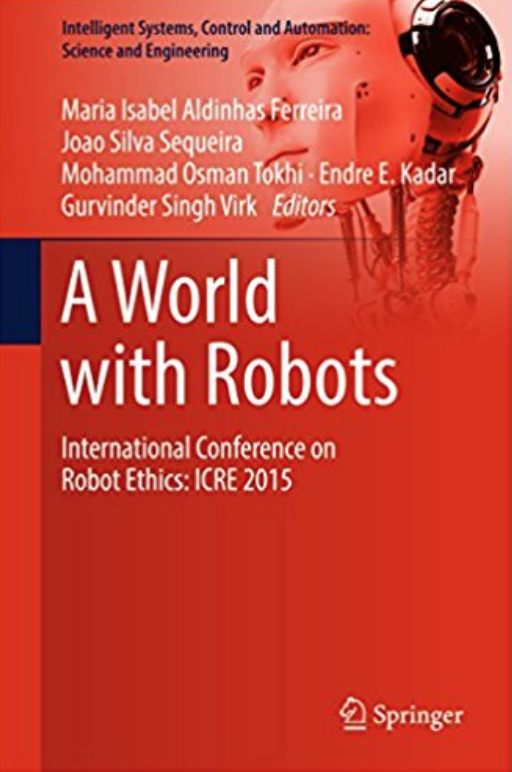 Intelligent Systems, Control and Automation:
Science and Engineering
Maria Isabel Aldinhas Ferreira
Joao Silva Sequeira
Mohammad Osman Tokhi · Endre E. Kadar
Gurvinder Singh Virk Editors
A World
with Robots
International Conference on
Robot Ethics: ICRE 2015
Springer